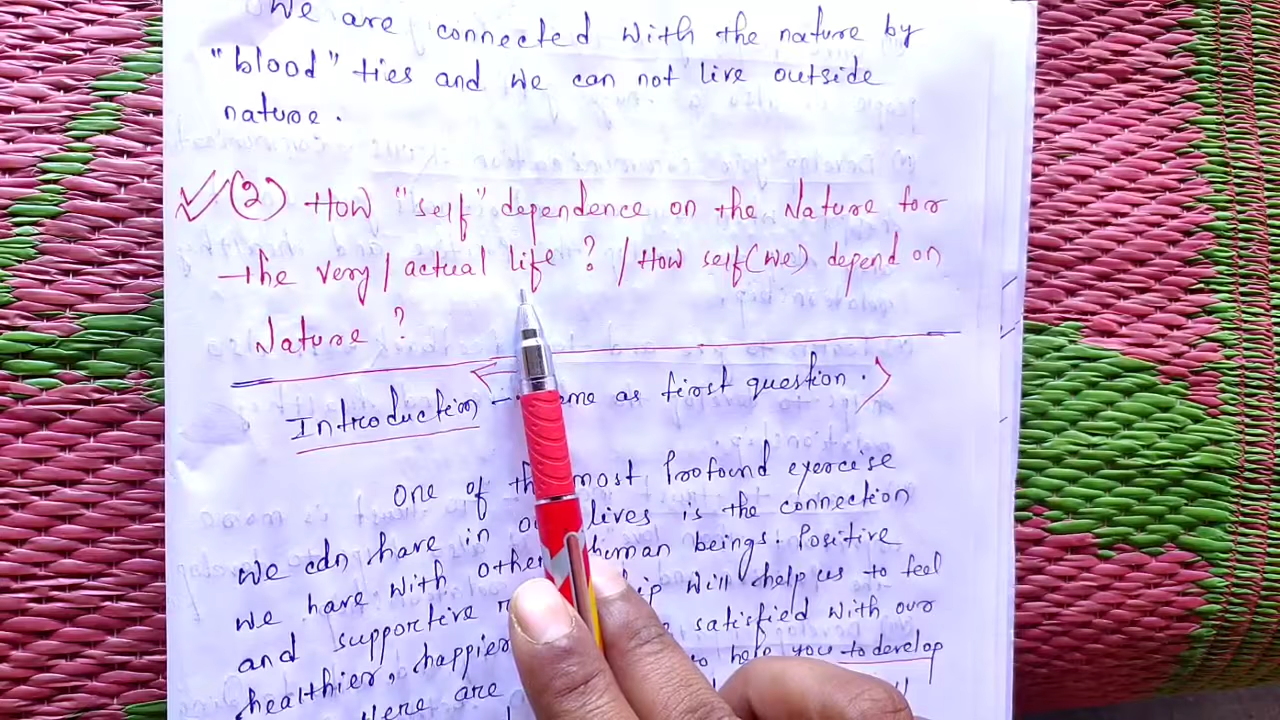 We are connected with the nature by
"blood" ties and we can not live outside
nature.
(2) How "self" dependence on the Nature for
the very / actual life ? / How self (we) depend on
Nature ?
Introduction - same as first question.
One of the most Profound exercise
we can have in our lives is the connection
we have with other human beings. Positive
and supportive will help us to feel
healthier, happier satisfied with our
to help you to develop
Here are